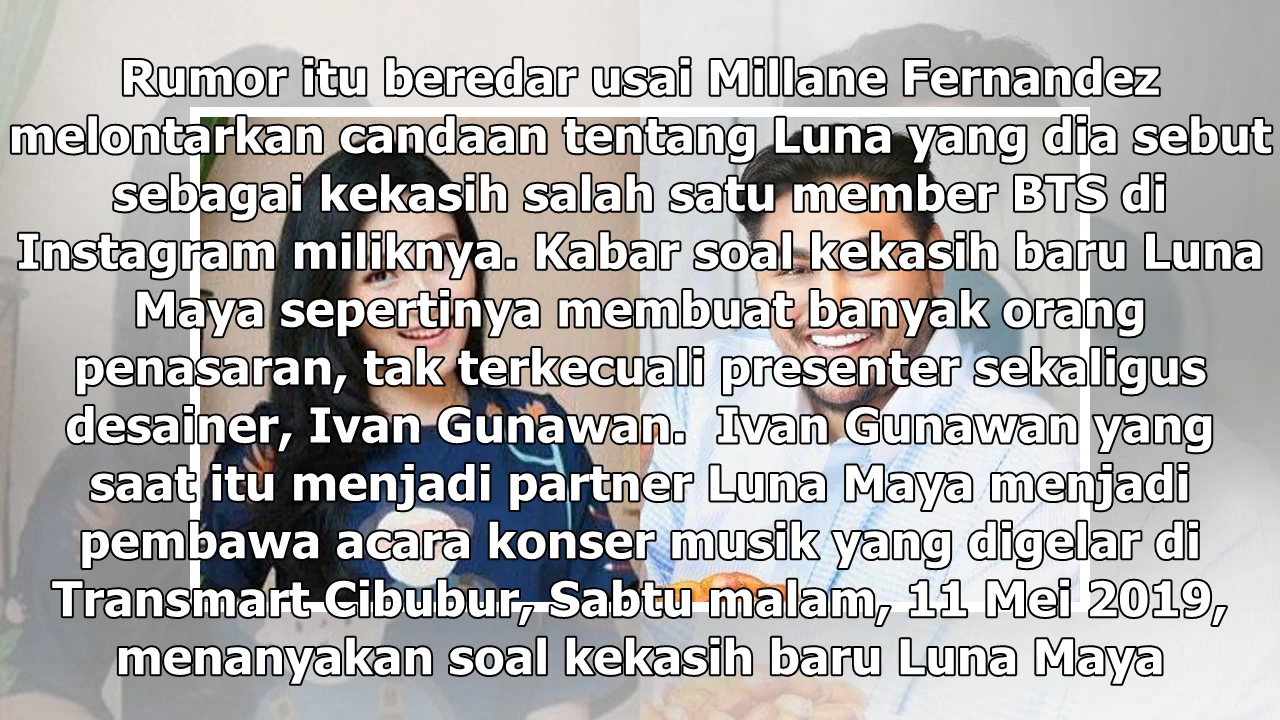 Rumor itu beredar usai Millane Fernandez
melontarkan candaan tentang Luna yang dia sebut
sebagai kekasih salah satu member BTS di
Instagram miliknya. Kabar soal kekasih baru Luna
Maya sepertinya membuat banyak orang
penasaran, tak terkecuali presenter sekaligus
desainer, Ivan Gunawan.  Ivan Gunawan yang
saat itu menjadi partner Luna Maya menjadi
pembawa acara konser musik yang digelar di
Transmart Cibubur, Sabtu malam, 11 Mei 2019,
menanyakan soal kekasih baru Luna Maya